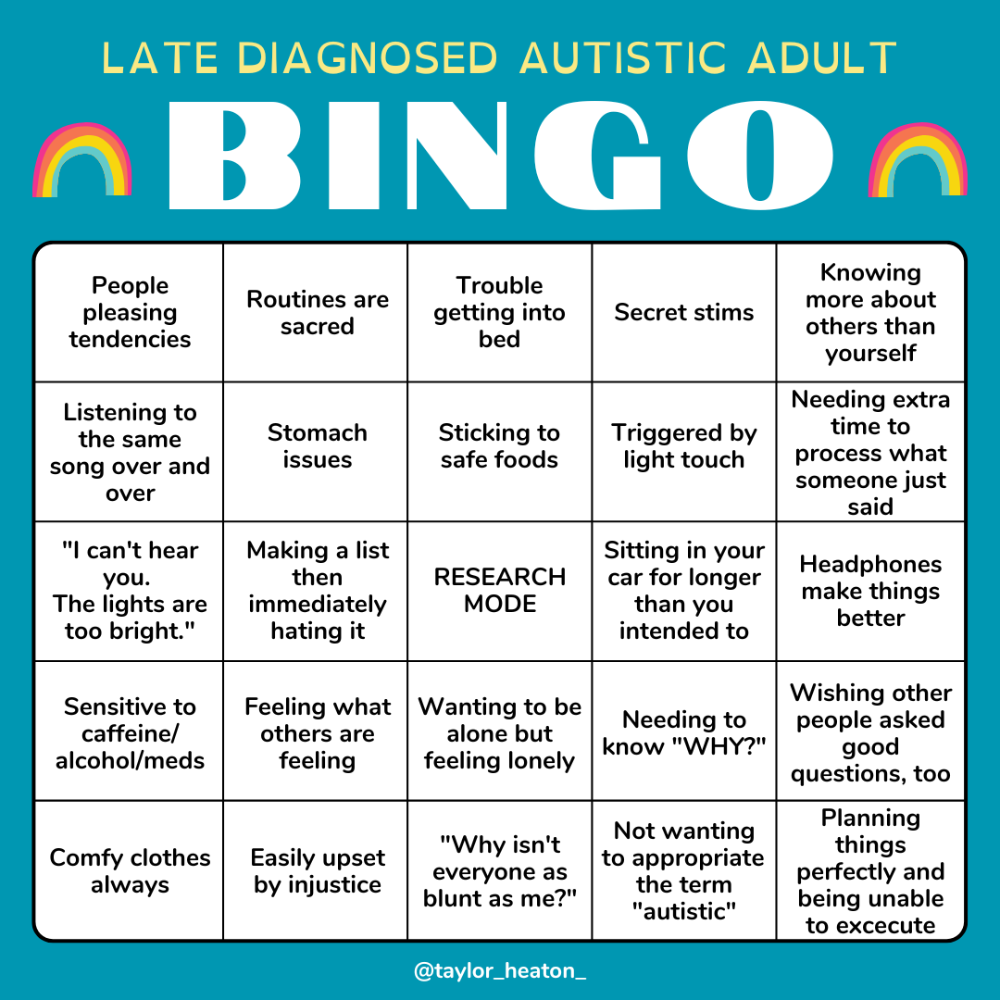 LATE DIAGNOSED AUTISTIC ADULT
BINGO
People
pleasing
tendencies
Routines are
sacred
Trouble
getting into
bed
Secret stims
Knowing
more about
others than
yourself
Listening to
the same
song over and
over
Stomach
issues
Sticking to
safe foods
Triggered by
light touch
Needing extra
time to
process what
someone just
said
"I can't hear
you.
The lights are
too bright."
Making a list
then
immediately
hating it
RESEARCH
MODE
Sitting in your
car for longer
than you
intended to
Headphones
make things
better
Sensitive to
caffeine/
alcohol/meds
Feeling what
others are
feeling
Wanting to be
alone but
feeling lonely
Needing to
know "WHY?"
Wishing other
people asked
good
questions, too
Comfy clothes
always
Easily upset
by injustice
"Why isn't
everyone as
blunt as me?"
Not wanting
to appropriate
the term
"autistic"
Planning
things
perfectly and
being unable
to excecute
@taylor_heaton_